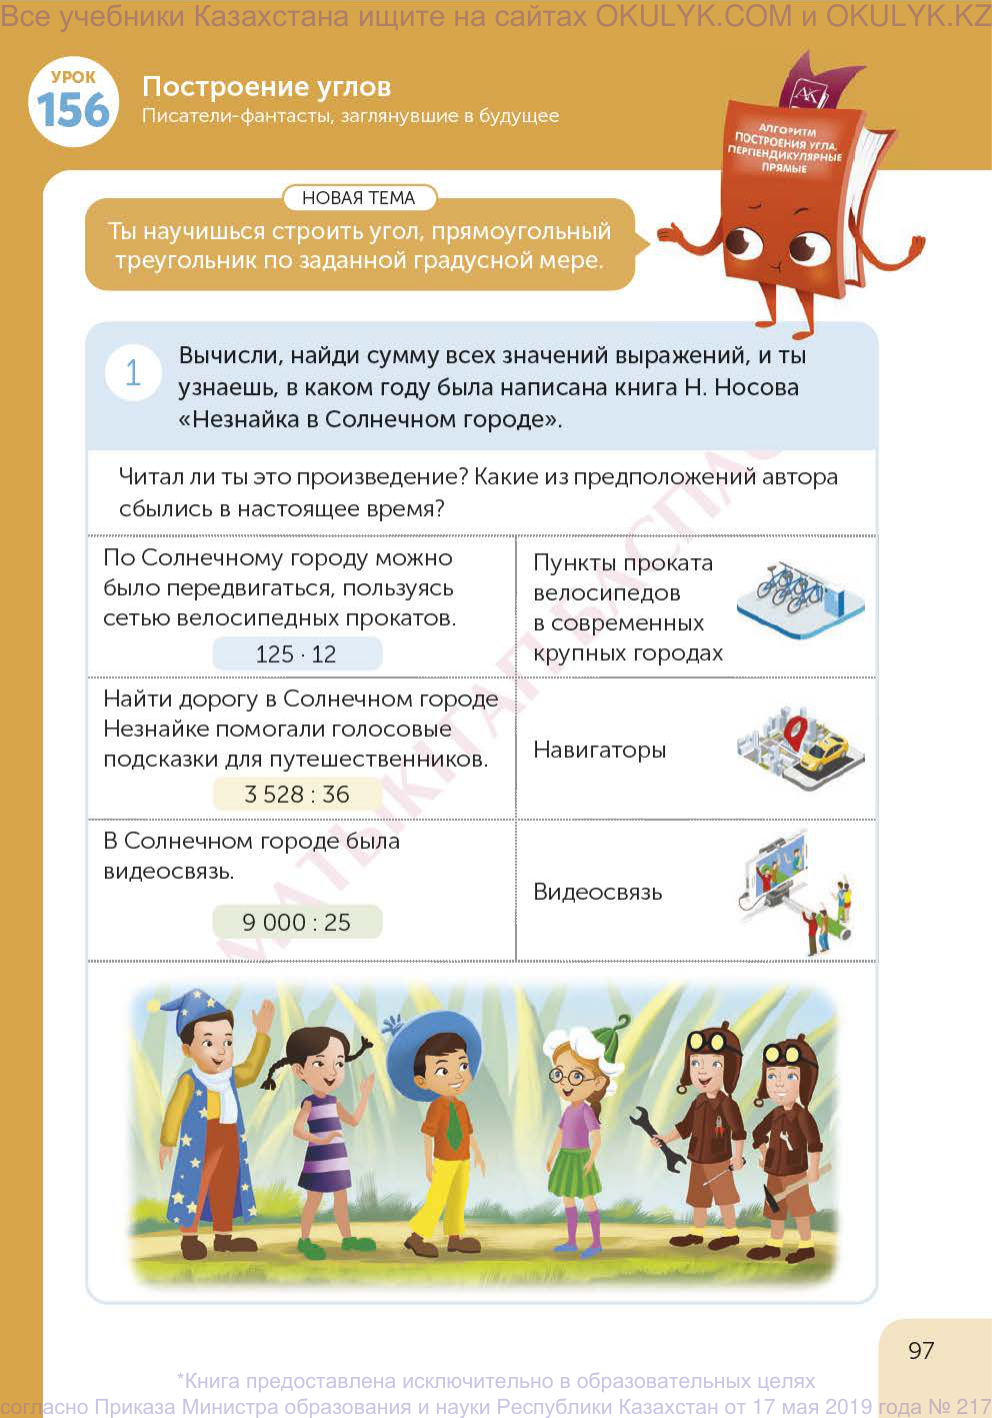 Все учебники Казахстана ищите на сайтах OKULYK.COM и OKULYK.KZ
УРОК
156
Построение углов
Писатели-фантасты, заглянувшие в будущее
АК
АЛГОРИТМ
ПОСТРОЕНИЯ УГЛА.
ПЕРПЕНДИКУЛЯРНЫЕ
ПРЯМЫЕ
НОВАЯ ТЕМА
Ты научишься строить угол, прямоугольный
треугольник по заданной градусной мере.
1
Вычисли, найди сумму всех значений выражений, и ты
узнаешь, в каком году была написана книга Н. Носова
«Незнайка в Солнечном городе».
Читал ли ты это произведение? Какие из предположений автора
сбылись в настоящее время?
По Солнечному городу можно
было передвигаться, пользуясь
сетью велосипедных прокатов.
125 · 12
Пункты проката
велосипедов
в современных
крупных городах
Найти дорогу в Солнечном городе
Незнайке помогали голосовые
подсказки для путешественников.
3 528 : 36
Навигаторы
В Солнечном городе была
видеосвязь.
9 000 : 25
Видеосвязь
97
*Книга предоставлена исключительно в образовательных целях
согласно Приказа Министра образования и науки Республики Казахстан от 17 мая 2019 года № 217